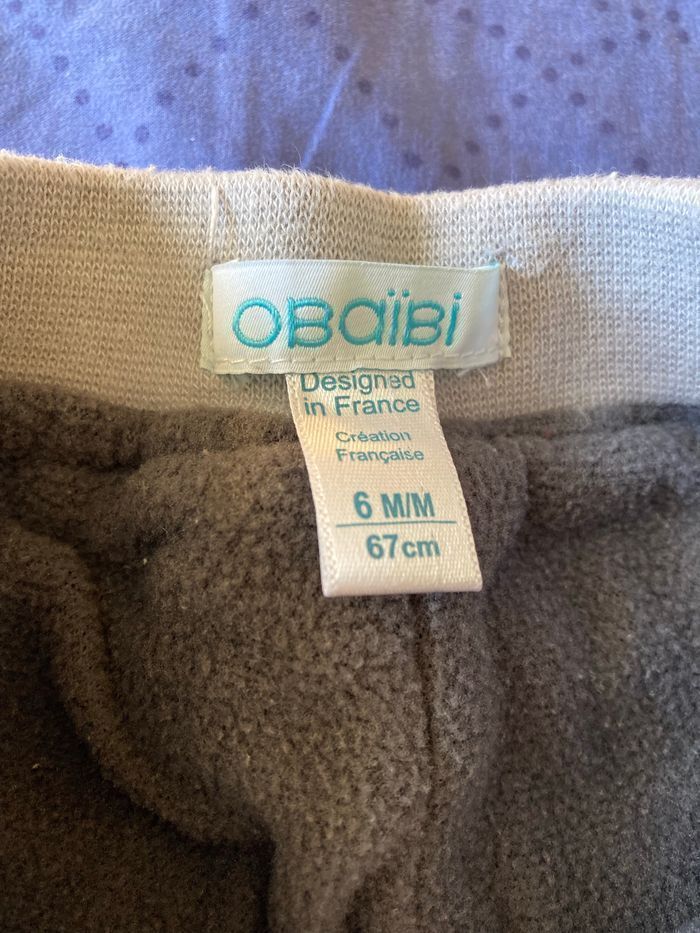 OBaïBi
Designed
in France
Création
Française
6 M/M
67cm